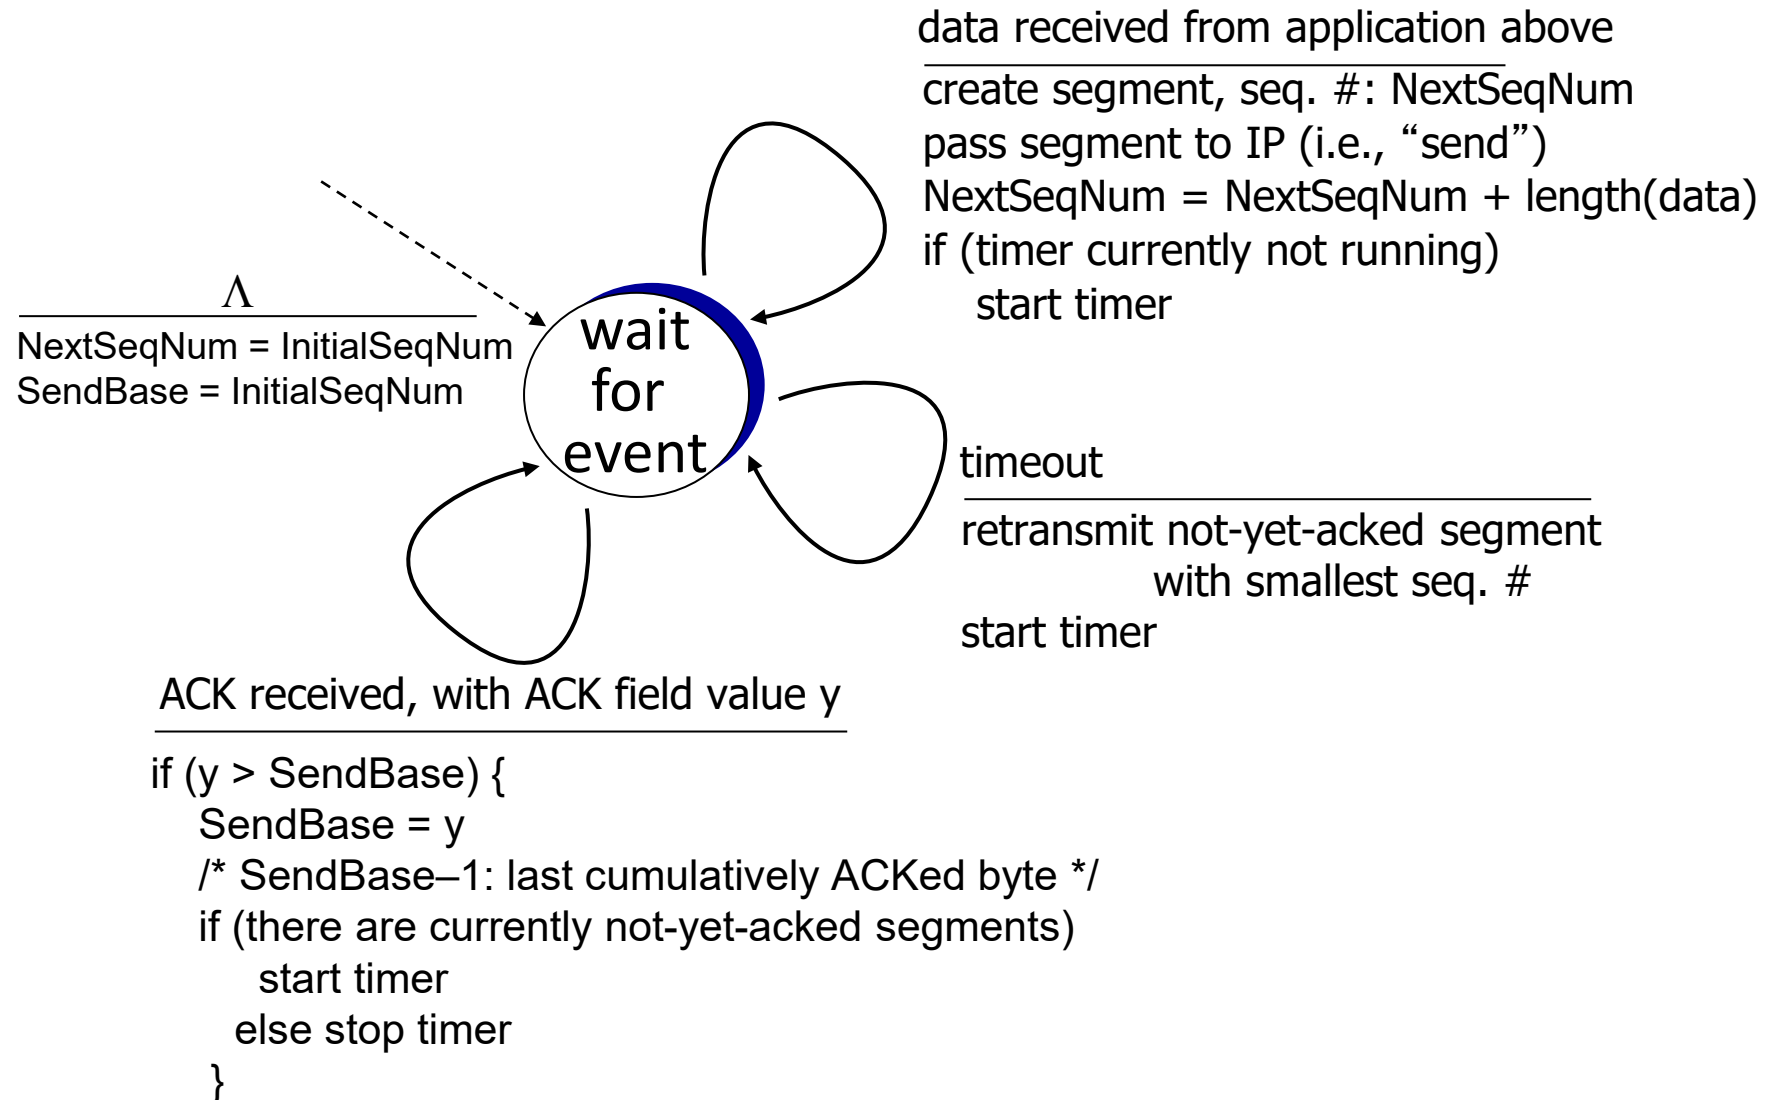 data received from application above
create segment, seq. #: NextSeqNum
pass segment to IP (i.e., “send”)
NextSeqNum = NextSeqNum + length(data)
if (timer currently not running)
start timer
Λ
NextSeqNum = InitialSeqNum
SendBase = InitialSeqNum
wait
for
event
timeout
retransmit not-yet-acked segment
with smallest seq. #
start timer
ACK received, with ACK field value y
if (y > SendBase) {
SendBase = y
/* SendBase–1: last cumulatively ACKed byte */
if (there are currently not-yet-acked segments)
start timer
else stop timer
}